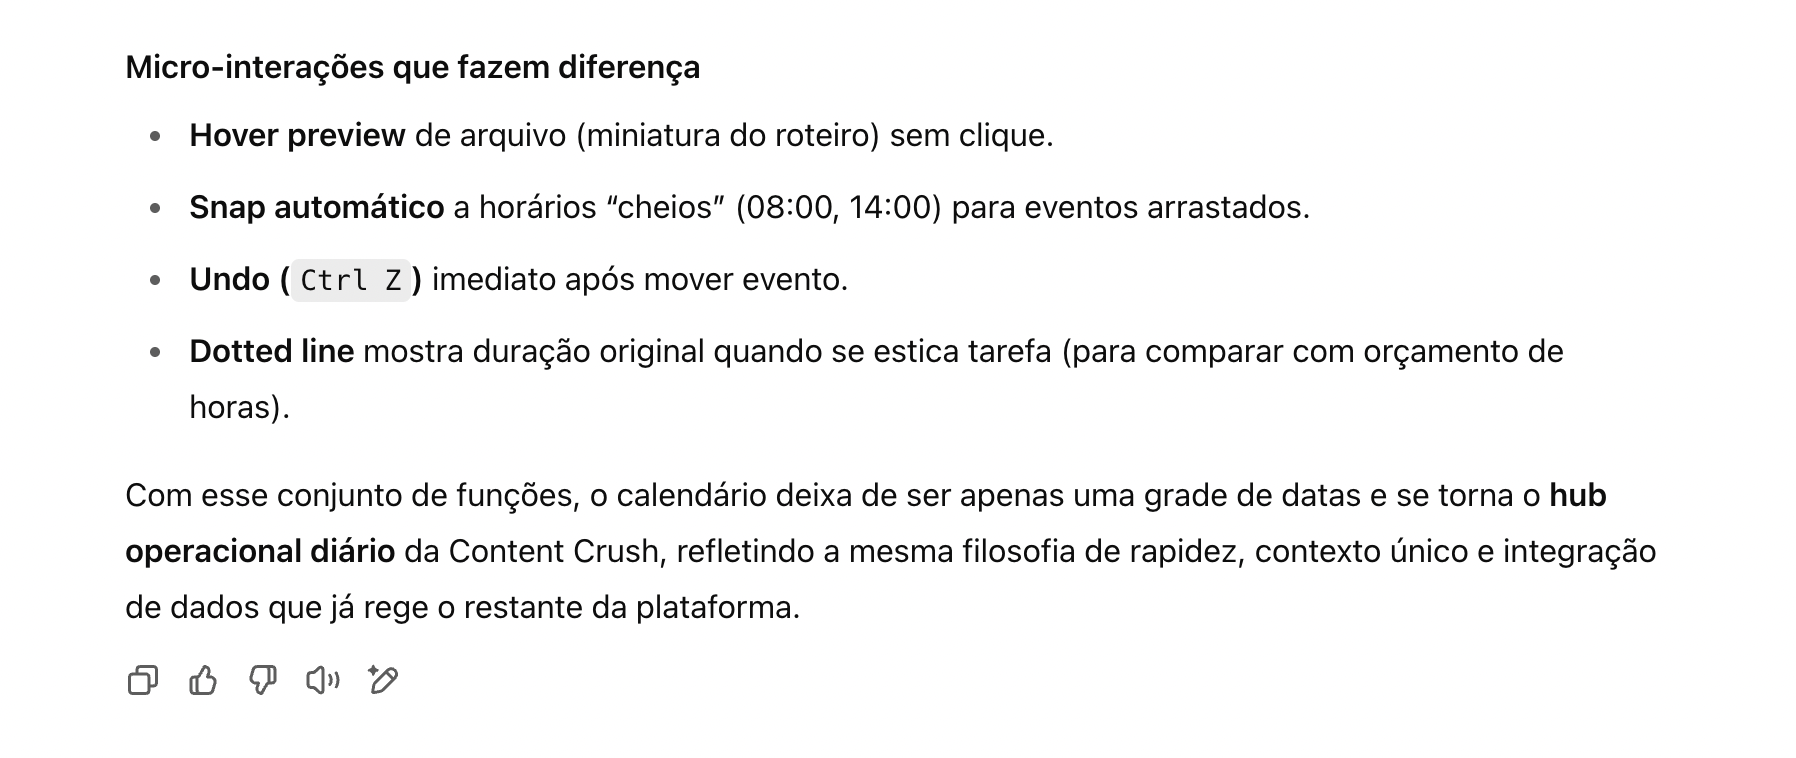 Micro-interações que fazem diferença
• Hover preview de arquivo (miniatura do roteiro) sem clique.
• Snap automático a horários “cheios” (08:00, 14:00) para eventos arrastados.
• Undo (Ctrl Z) imediato após mover evento.
• Dotted line mostra duração original quando se estica tarefa (para comparar com orçamento de
horas).
Com esse conjunto de funções, o calendário deixa de ser apenas uma grade de datas e se torna o hub
operacional diário da Content Crush, refletindo a mesma filosofia de rapidez, contexto único e integração
de dados que já rege o restante da plataforma.